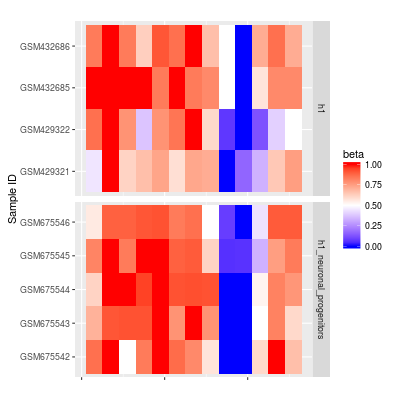 GSM432686
GSM432685
GSM429322
GSM429321
h1
GSM675546
GSM675545
GSM675544
GSM675543
GSM675542
h1_neuronal_progenitors
Sample ID
beta
1.00
0.75
0.50
0.25
0.00